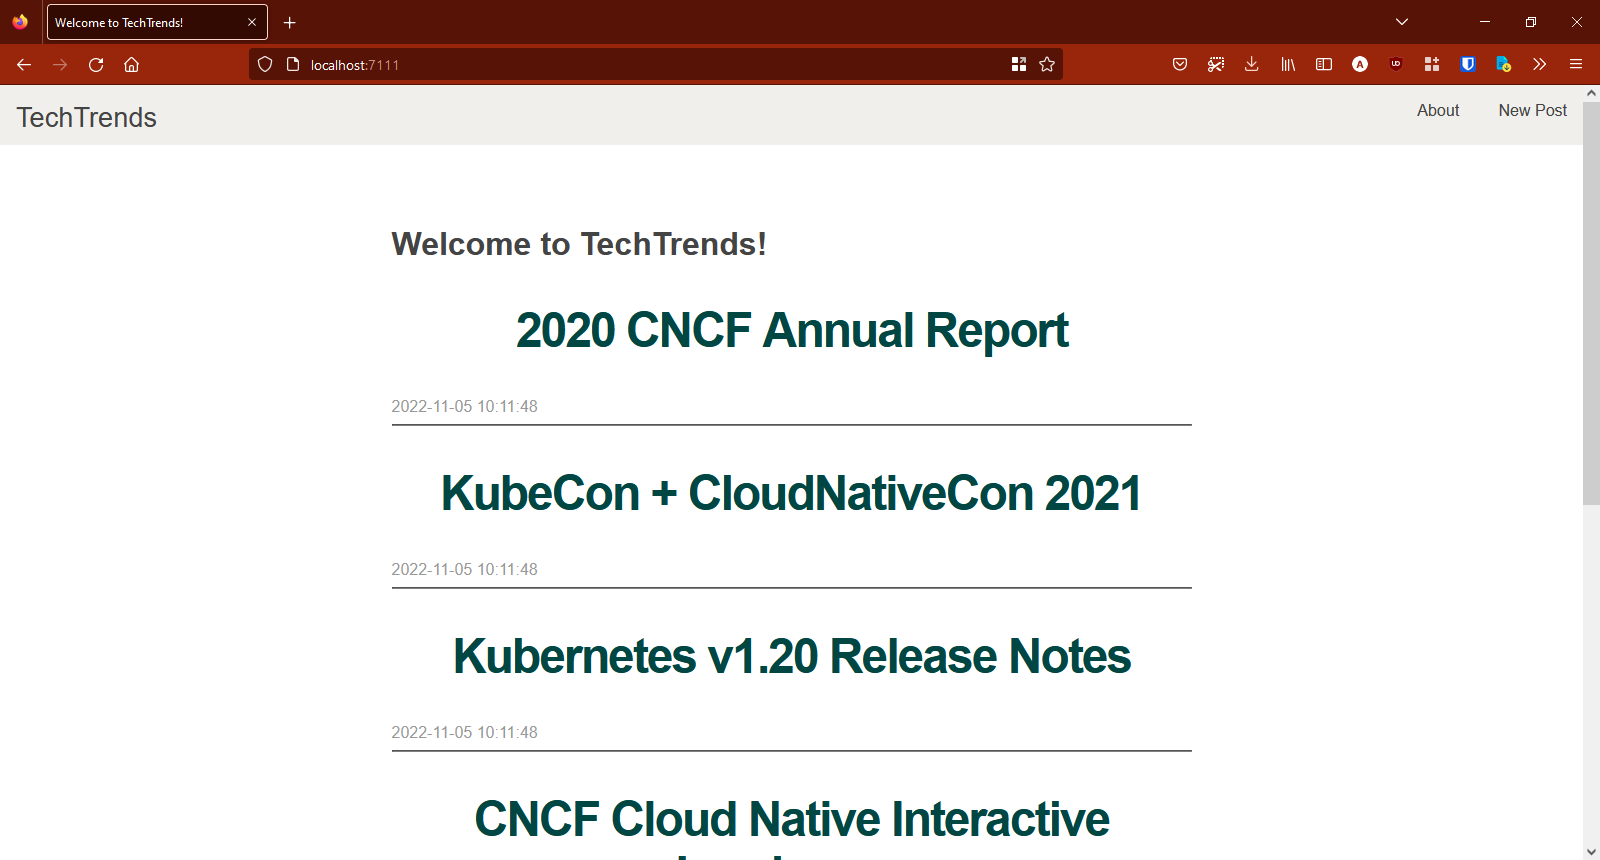 Welcome to TechTrends!
localhost:7111
TechTrends
About
New Post
Welcome to TechTrends!
2020 CNCF Annual Report
2022-11-05 10:11:48
KubeCon + CloudNativeCon 2021
2022-11-05 10:11:48
Kubernetes v1.20 Release Notes
2022-11-05 10:11:48
CNCF Cloud Native Interactive